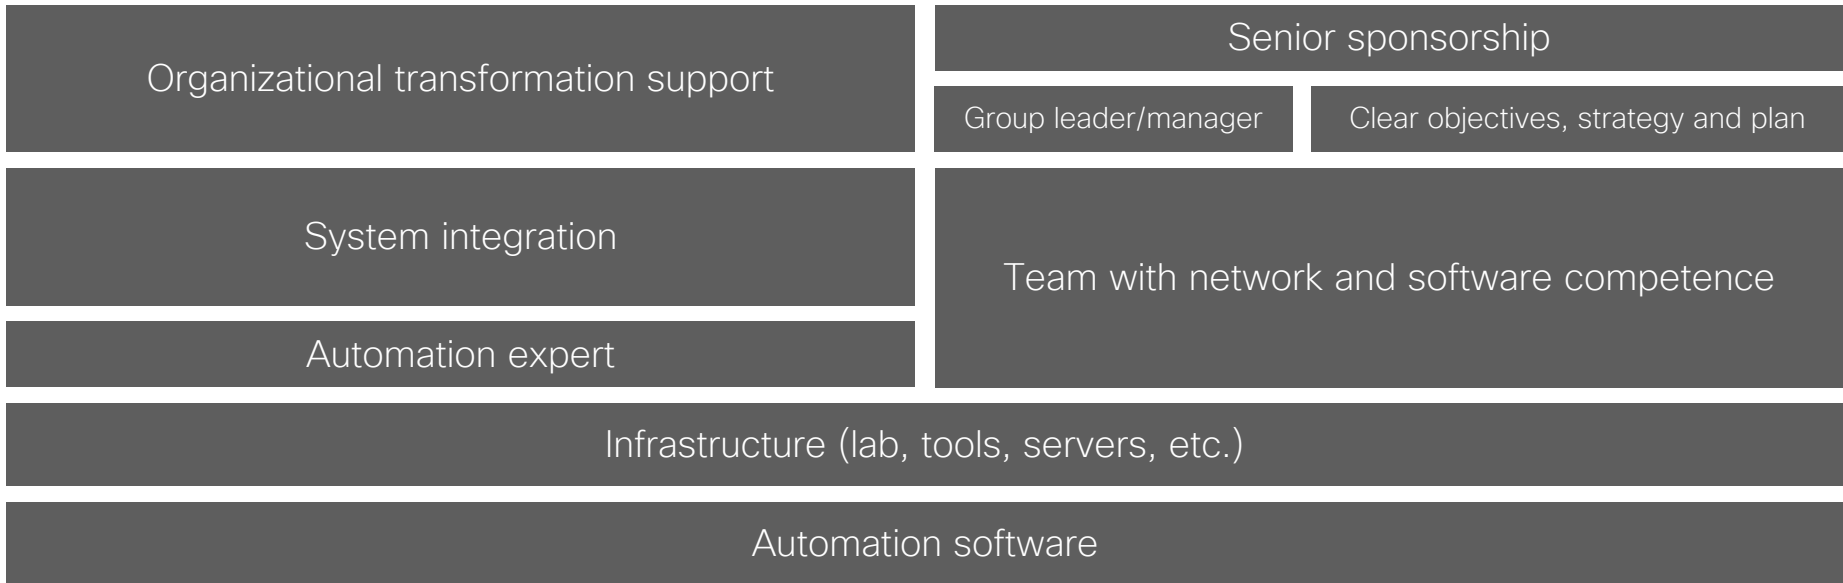 Organizational transformation support
Senior sponsorship
Group leader/manager
Clear objectives, strategy and plan
System integration
Team with network and software competence
Automation expert
Infrastructure (lab, tools, servers, etc.)
Automation software